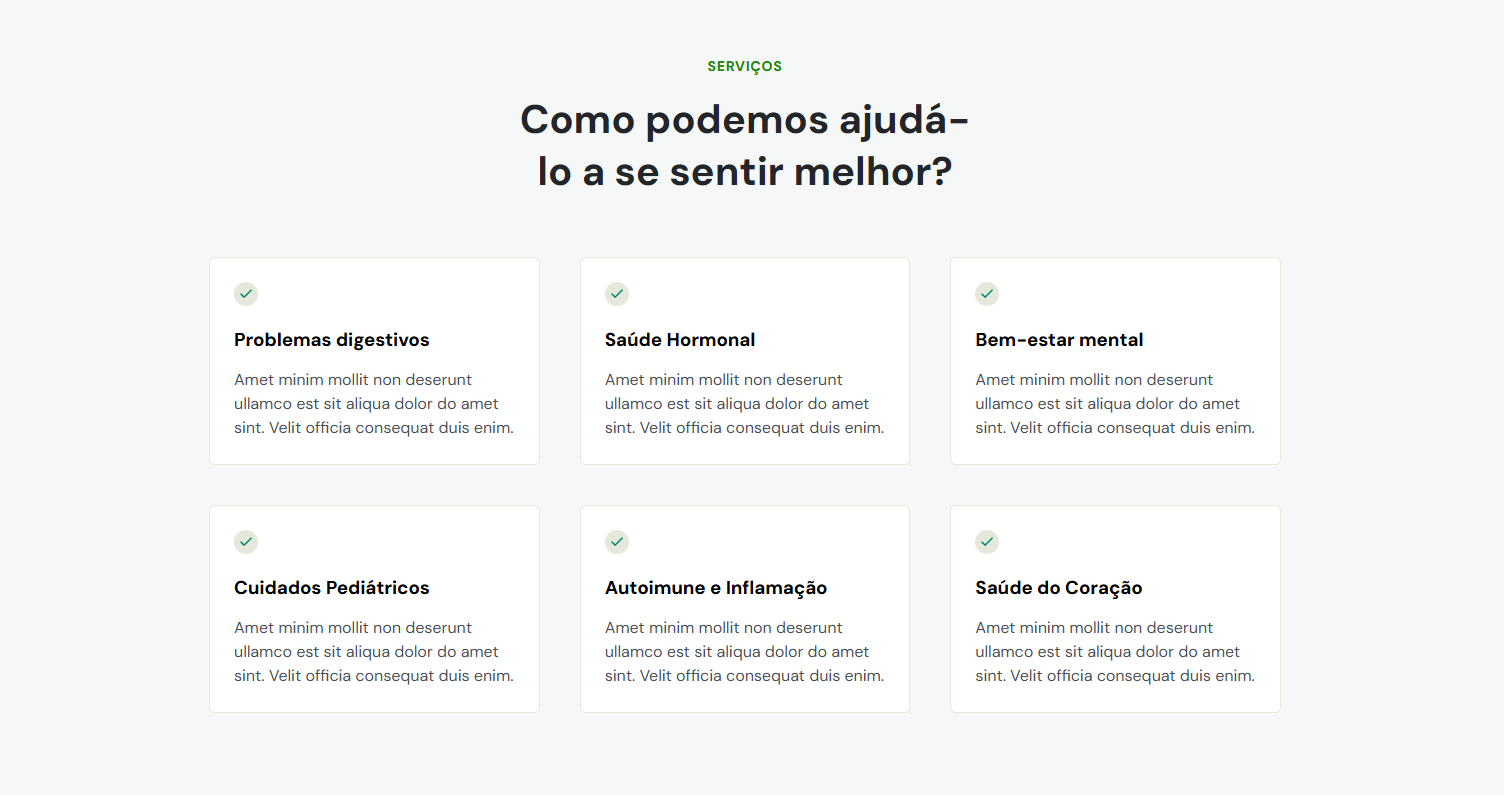 SERVIÇOS
Como podemos ajudá-
lo a se sentir melhor?
Problemas digestivos
Amet minim mollit non deserunt
ullamco est sit aliqua dolor do amet
sint. Velit officia consequat duis enim.
Saúde Hormonal
Amet minim mollit non deserunt
ullamco est sit aliqua dolor do amet
sint. Velit officia consequat duis enim.
Bem-estar mental
Amet minim mollit non deserunt
ullamco est sit aliqua dolor do amet
sint. Velit officia consequat duis enim.
Cuidados Pediátricos
Amet minim mollit non deserunt
ullamco est sit aliqua dolor do amet
sint. Velit officia consequat duis enim.
Autoimune e Inflamação
Amet minim mollit non deserunt
ullamco est sit aliqua dolor do amet
sint. Velit officia consequat duis enim.
Saúde do Coração
Amet minim mollit non deserunt
ullamco est sit aliqua dolor do amet
sint. Velit officia consequat duis enim.